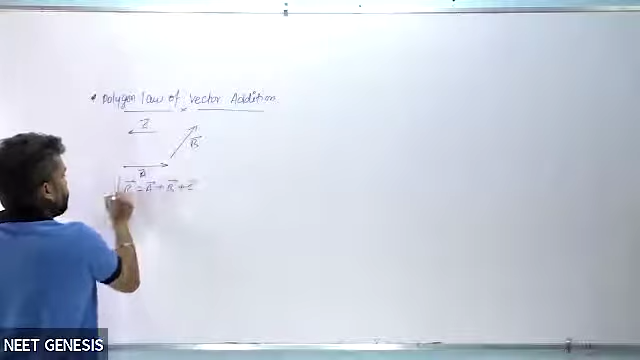 • Polygon law of Vector Addition
C
B
A
R = A + B + C
NEET GENESIS